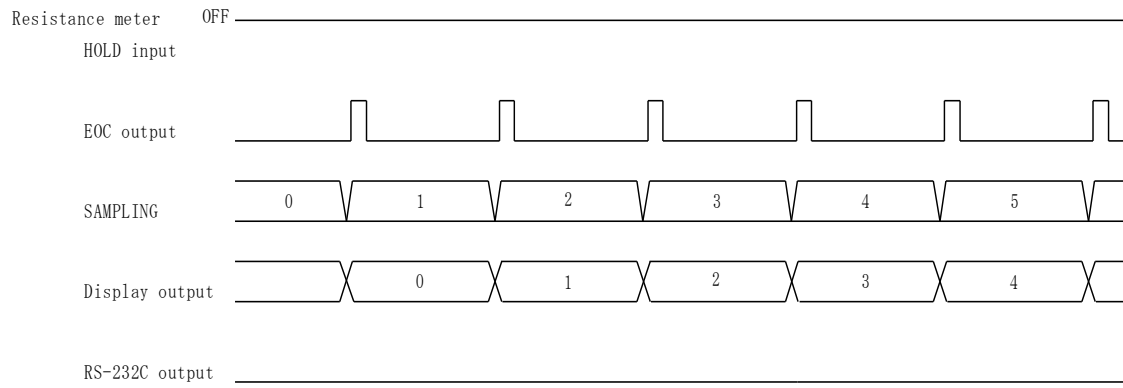 Resistance meter OFF
HOLD input
EOC output
SAMPLING 0 1 2 3 4 5
Display output 0 1 2 3 4
RS-232C output